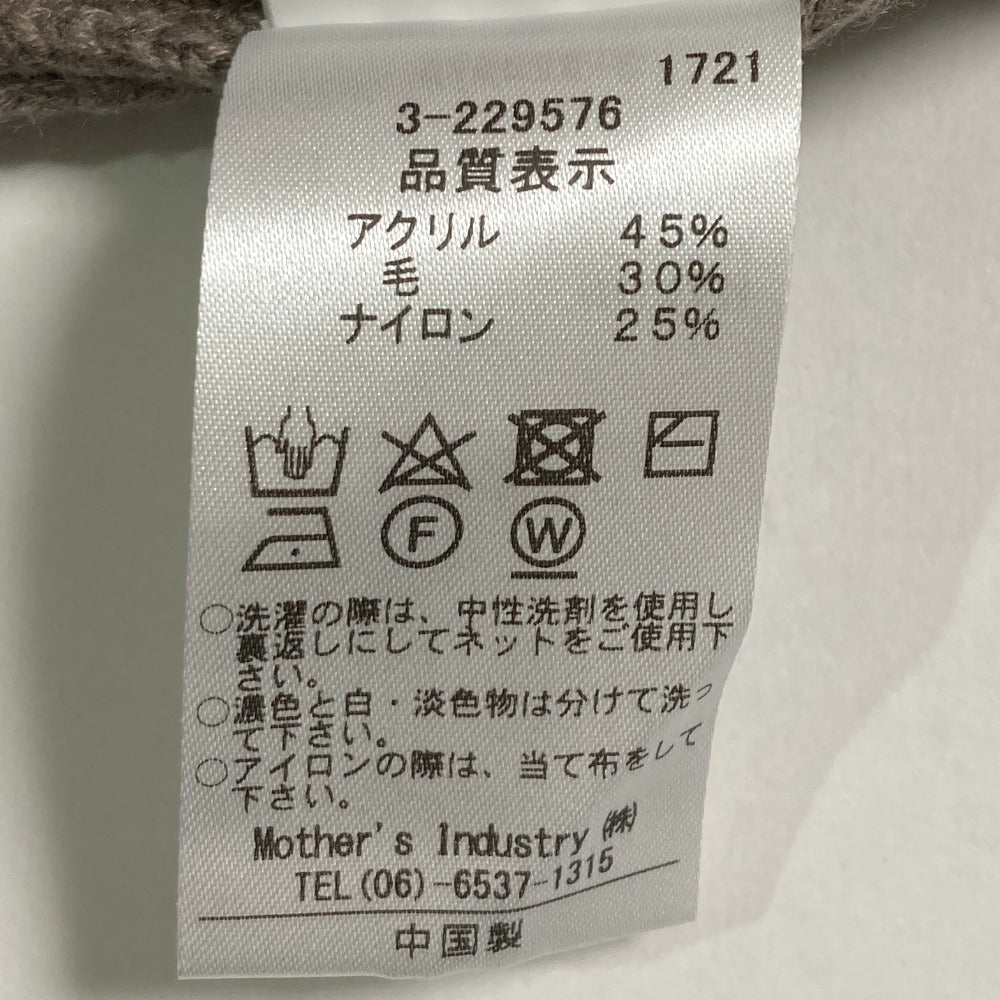 1721
3-229576
品質表示
アクリル 45%
毛 30%
ナイロン 25%
F W
○洗濯の際は、中性洗剤を使用し
裏返しにしてネットをご使用下
さい。
○濃色と白・淡色物は分けて洗っ
て下さい。
○アイロンの際は、当て布をして
下さい。
Mother's Industry ㈱
TEL(06)-6537-1315
中国製